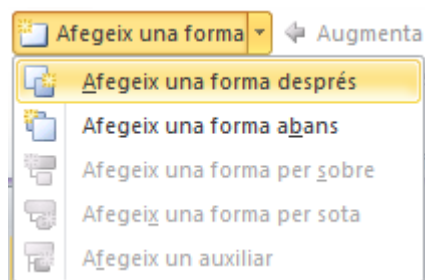 Afegeix una forma
Augmenta
Afegeix una forma després
Afegeix una forma abans
Afegeix una forma per sobre
Afegeix una forma per sota
Afegeix un auxiliar